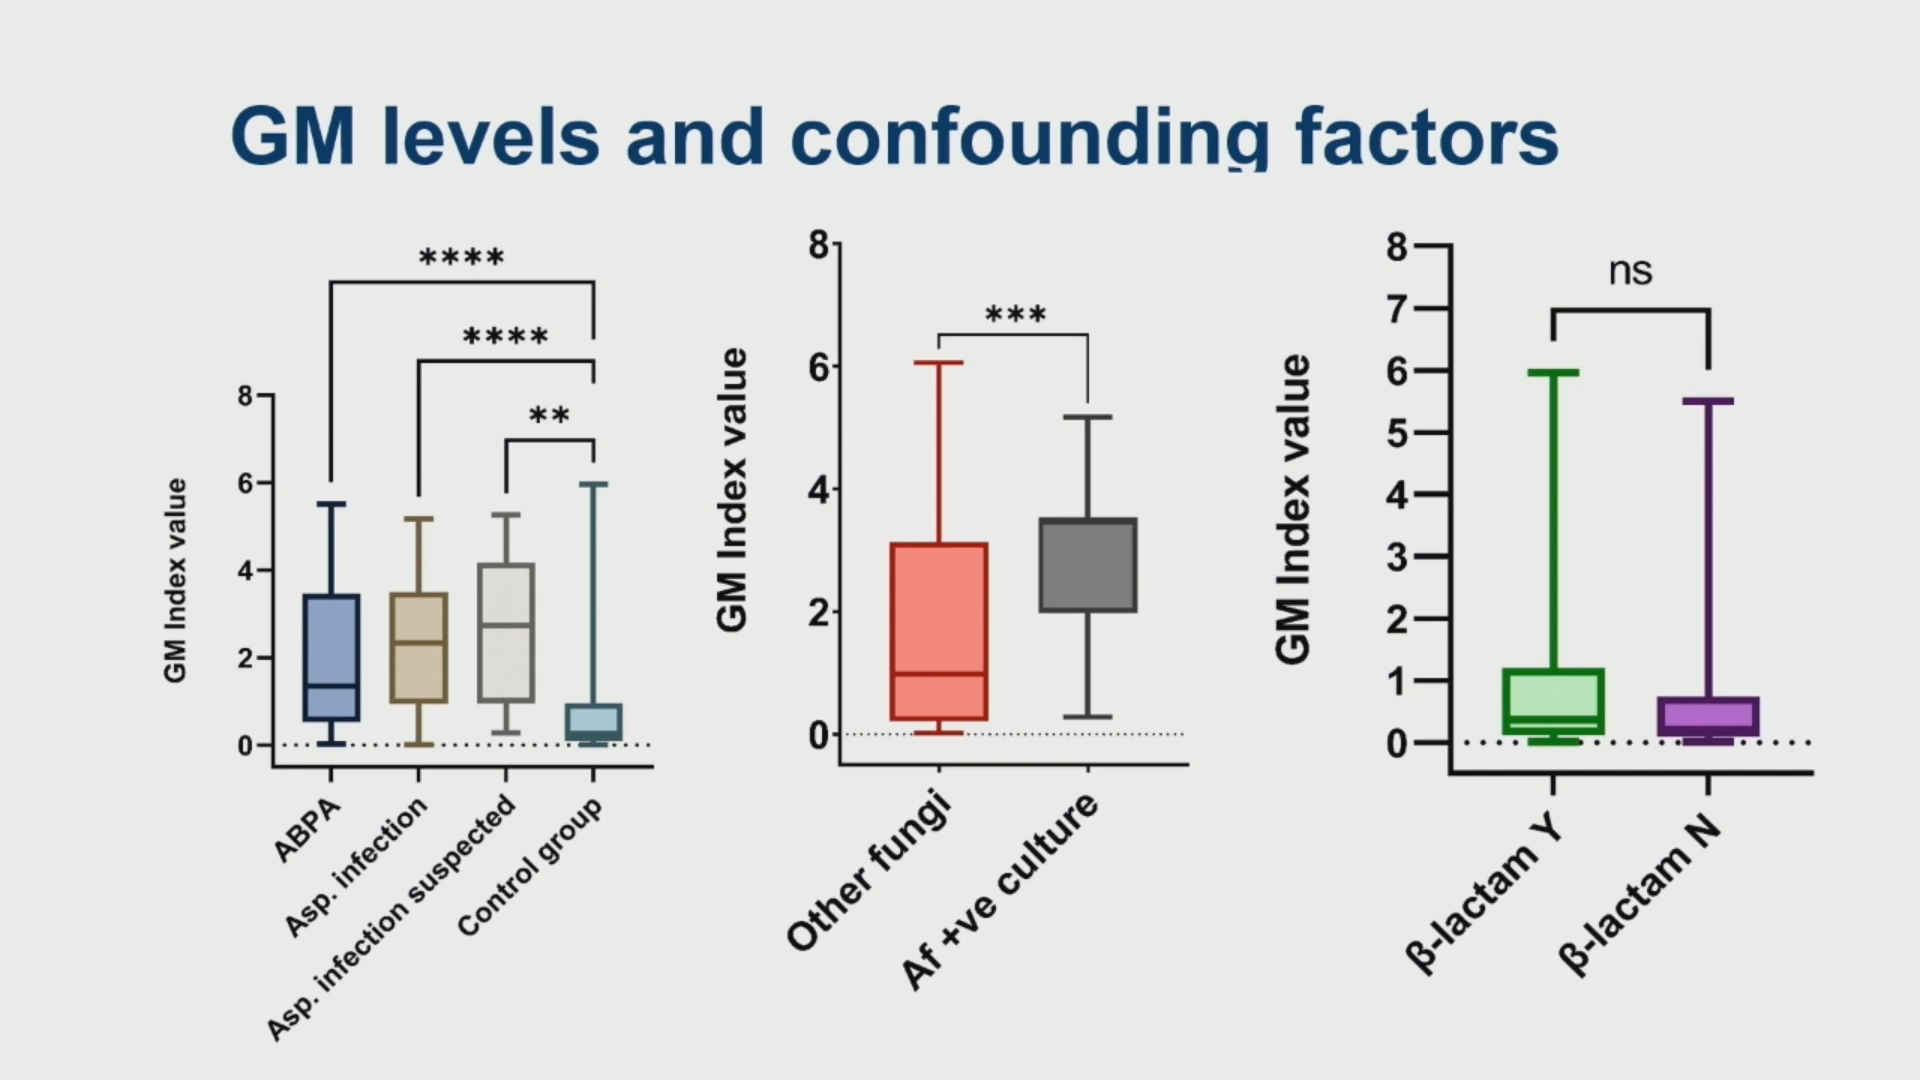 GM levels and confounding factors
****
****
**
8
6
4
2
0
GM Index value
ABPA
Asp. infection
Asp. infection suspected
Control group
***
8
6
4
2
0
GM Index value
Other fungi
Af +ve culture
ns
8
7
6
5
4
3
2
1
0
GM Index value
β-lactam Y
β-lactam N